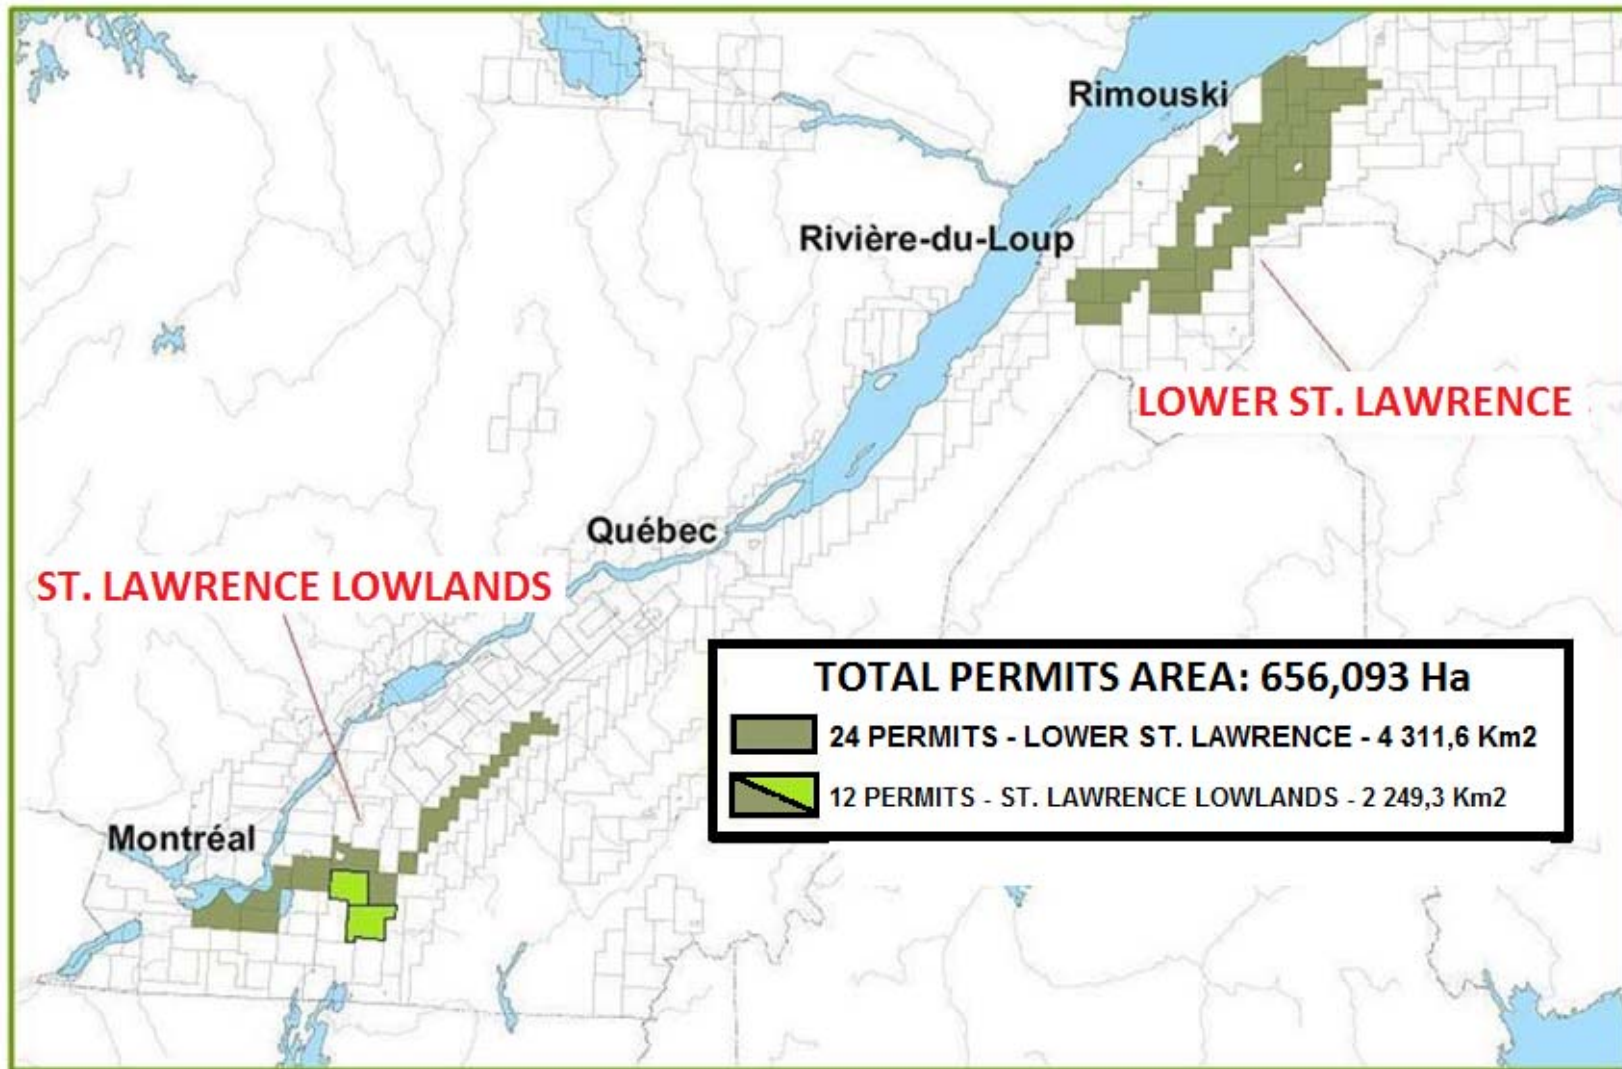 Rimouski
Rivière-du-Loup
LOWER ST. LAWRENCE
Québec
ST. LAWRENCE LOWLANDS
TOTAL PERMITS AREA: 656,093 Ha
24 PERMITS - LOWER ST. LAWRENCE - 4 311,6 Km2
12 PERMITS - ST. LAWRENCE LOWLANDS - 2 249,3 Km2
Montréal